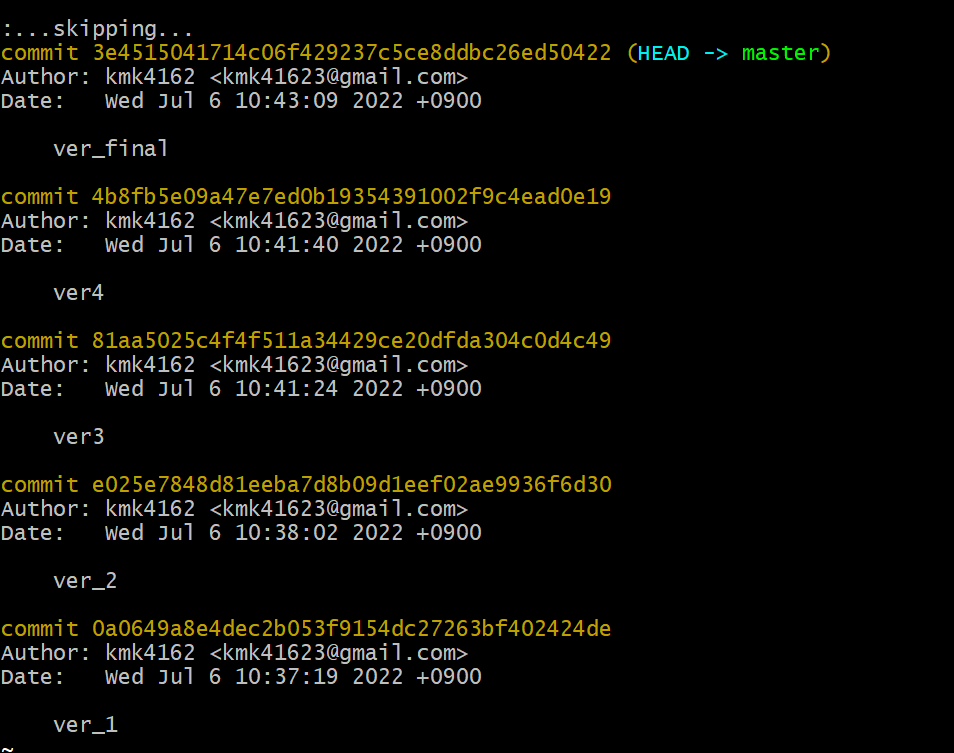 :...skipping...
commit 3e4515041714c06f429237c5ce8ddbc26ed50422 (HEAD -> master)
Author: kmk4162 <kmk41623@gmail.com>
Date:   Wed Jul 6 10:43:09 2022 +0900

    ver_final

commit 4b8fb5e09a47e7ed0b19354391002f9c4ead0e19
Author: kmk4162 <kmk41623@gmail.com>
Date:   Wed Jul 6 10:41:40 2022 +0900

    ver4

commit 81aa5025c4f4f511a34429ce20dfda304c0d4c49
Author: kmk4162 <kmk41623@gmail.com>
Date:   Wed Jul 6 10:41:24 2022 +0900

    ver3

commit e025e7848d81eeba7d8b09d1eef02ae9936f6d30
Author: kmk4162 <kmk41623@gmail.com>
Date:   Wed Jul 6 10:38:02 2022 +0900

    ver_2

commit 0a0649a8e4dec2b053f9154dc27263bf402424de
Author: kmk4162 <kmk41623@gmail.com>
Date:   Wed Jul 6 10:37:19 2022 +0900

    ver_1
~